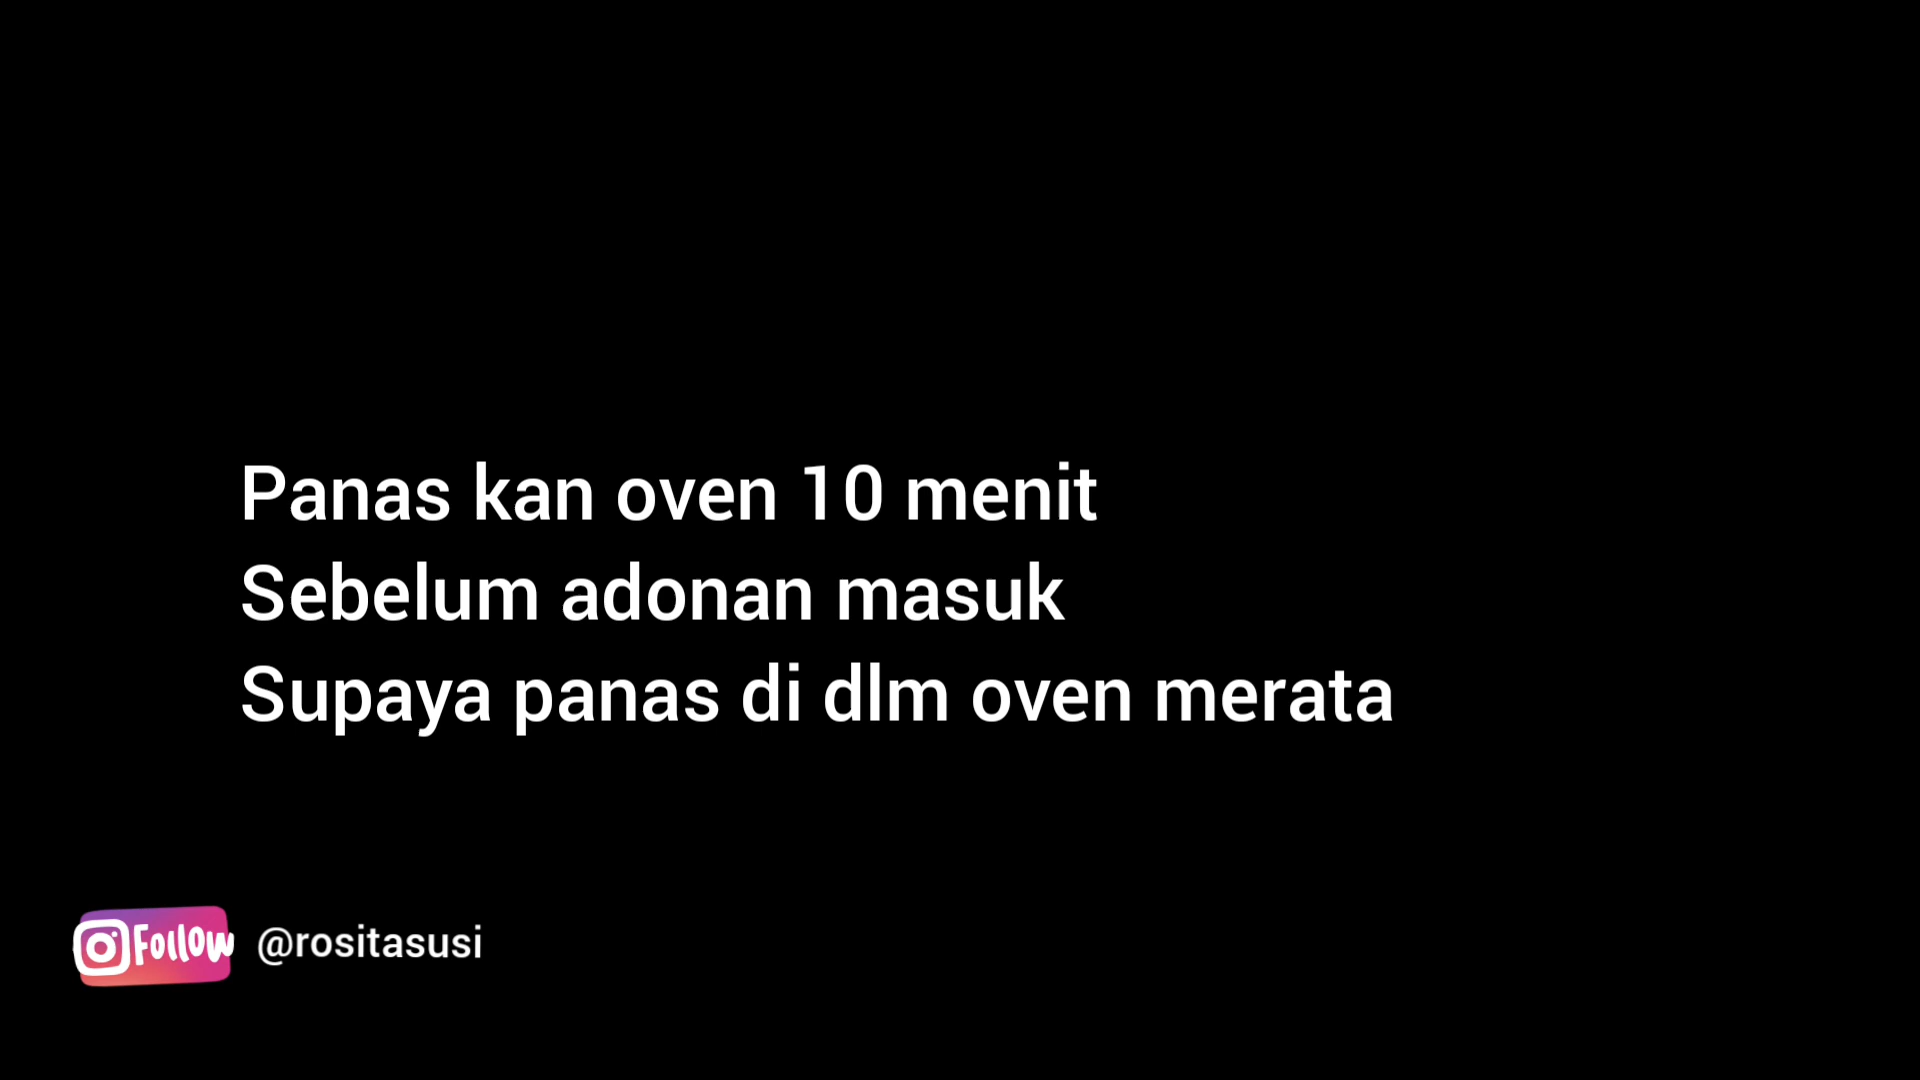 Panas kan oven 10 menit
Sebelum adonan masuk
Supaya panas di dlm oven merata
Follow @rositasusi